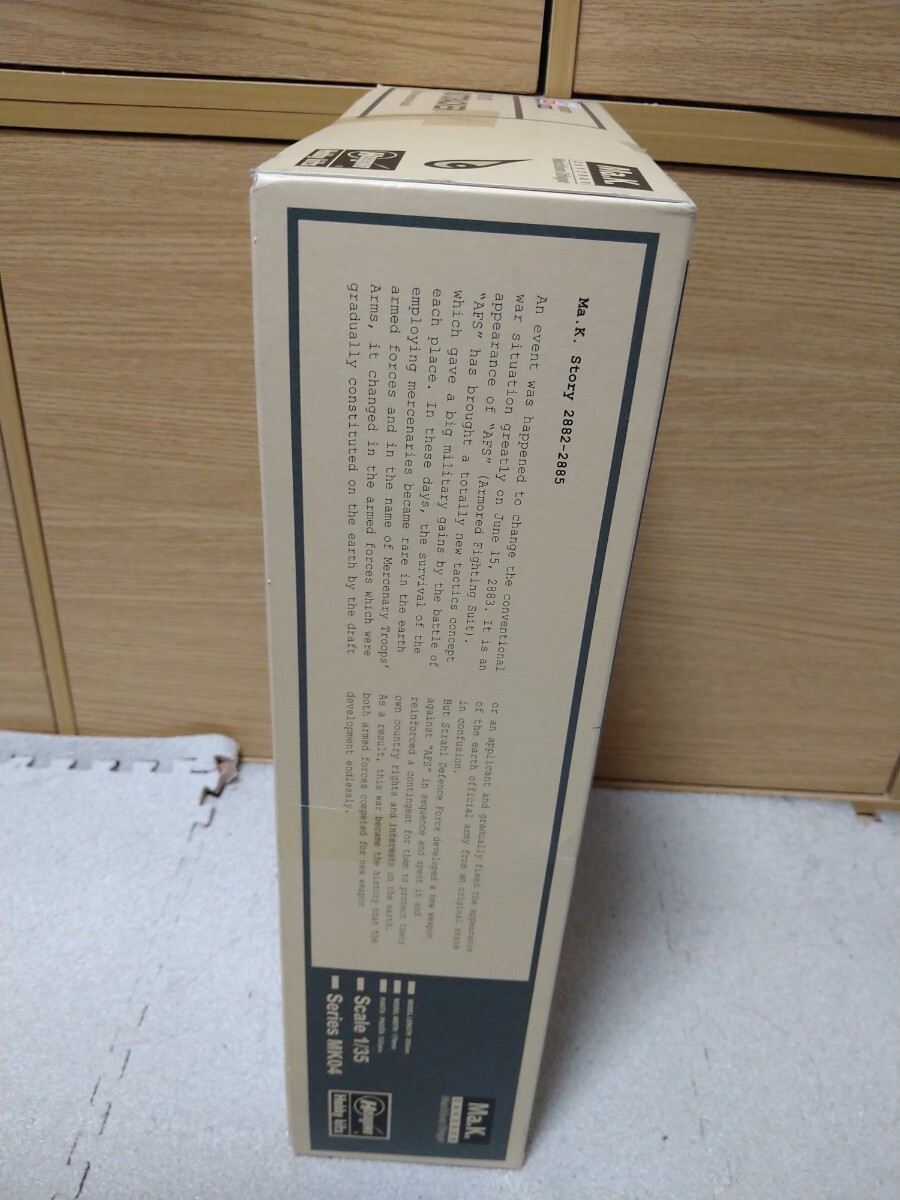 Ma.K.
Hasegawa
Hobby Kits
Ma.K. Story 2882-2885
An event was happened to change the conventional
war situation greatly on June 15, 2883. It is an
appearance of "AFS" (Armored Fighting Suit).
"AFS" has brought a totally new tactics concept
which gave a big military gains by the battle of
each place. In these days, the survival of the
employing mercenaries became rare in the earth
armed forces and in the name of Mercenary Troops'
Arms, it changed in the armed forces which were
gradually constituted on the earth by the draft
or an applicant and gradually fixed the appearance
of the earth official army from an original state
in confusion.
But Strahl Defence Force developed a new weapon
against "AFS" in sequence and spent it and
reinforced a contingent for them to protect their
own country rights and interests on the earth.
As a result, this war became the history that the
both armed forces competed for new weapon
development endlessly.
Scale 1/35
Series MK04
Ma.K.
Hasegawa
Hobby kits